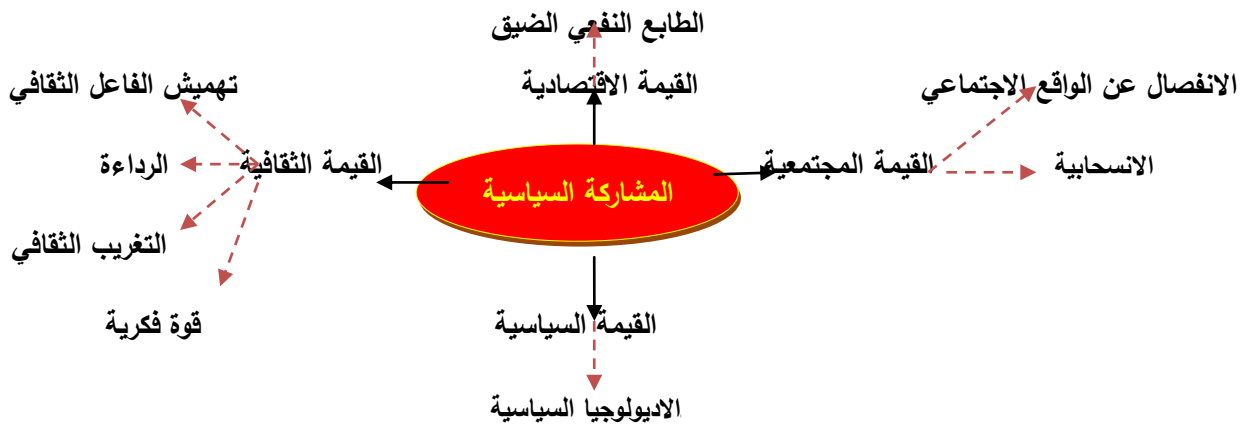 الطابع النفعي الضيق
القيمة الاقتصادية
الانفصال عن الواقع الاجتماعي
تهميش الفاعل الثقافي
الانسحابية
القيمة المجتمعية
المشاركة السياسية
القيمة الثقافية
الرداءة
التغريب الثقافي
القيمة السياسية
قوة فكرية
الاديولوجيا السياسية